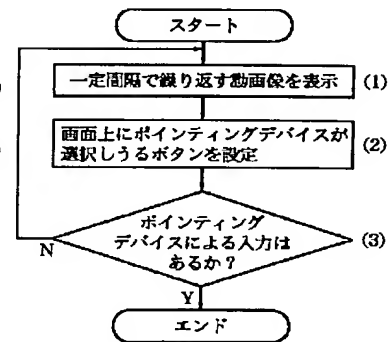 スタート
一定間隔で繰り返す動画像を表示 (1)
画面上にポインティングデバイスが
選択しうるボタンを設定 (2)
ポインティング
デバイスによる入力は
あるか？ (3)
N
Y
エンド